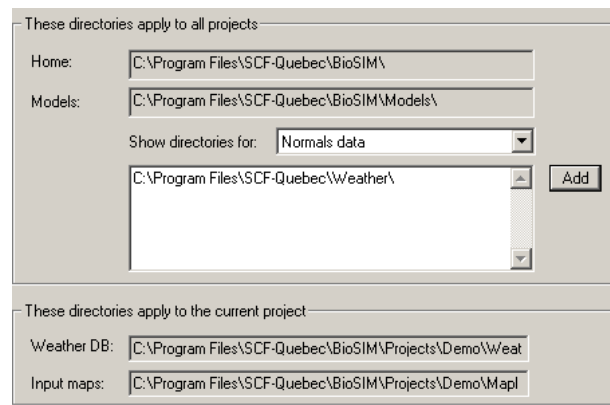 These directories apply to all projects
Home: C:\Program Files\SCF-Quebec\BioSIM\
Models: C:\Program Files\SCF-Quebec\BioSIM\Models\
Show directories for: Normals data
C:\Program Files\SCF-Quebec\Weather\
Add
These directories apply to the current project
Weather DB: C:\Program Files\SCF-Quebec\BioSIM\Projects\Demo\Weat
Input maps: C:\Program Files\SCF-Quebec\BioSIM\Projects\Demo\MapI